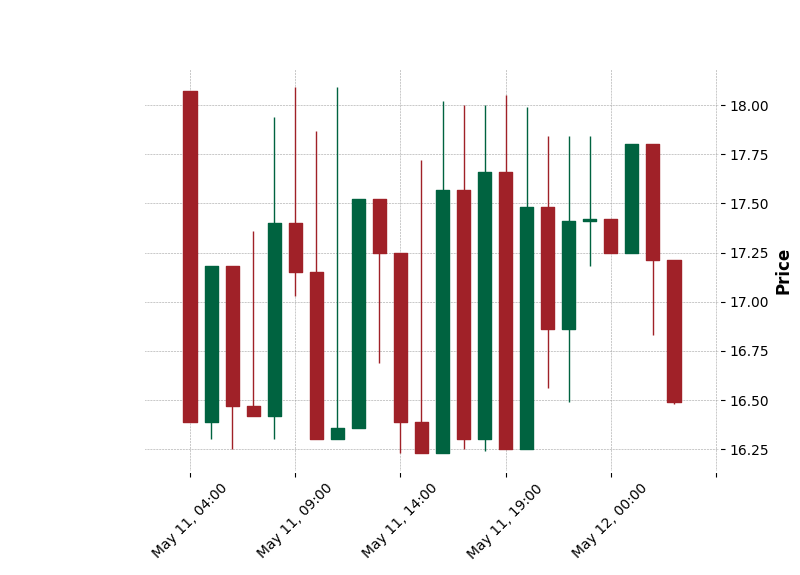 18.00
17.75
17.50
17.25
17.00
16.75
16.50
16.25
Price
May 11, 04:00
May 11, 09:00
May 11, 14:00
May 11, 19:00
May 12, 00:00